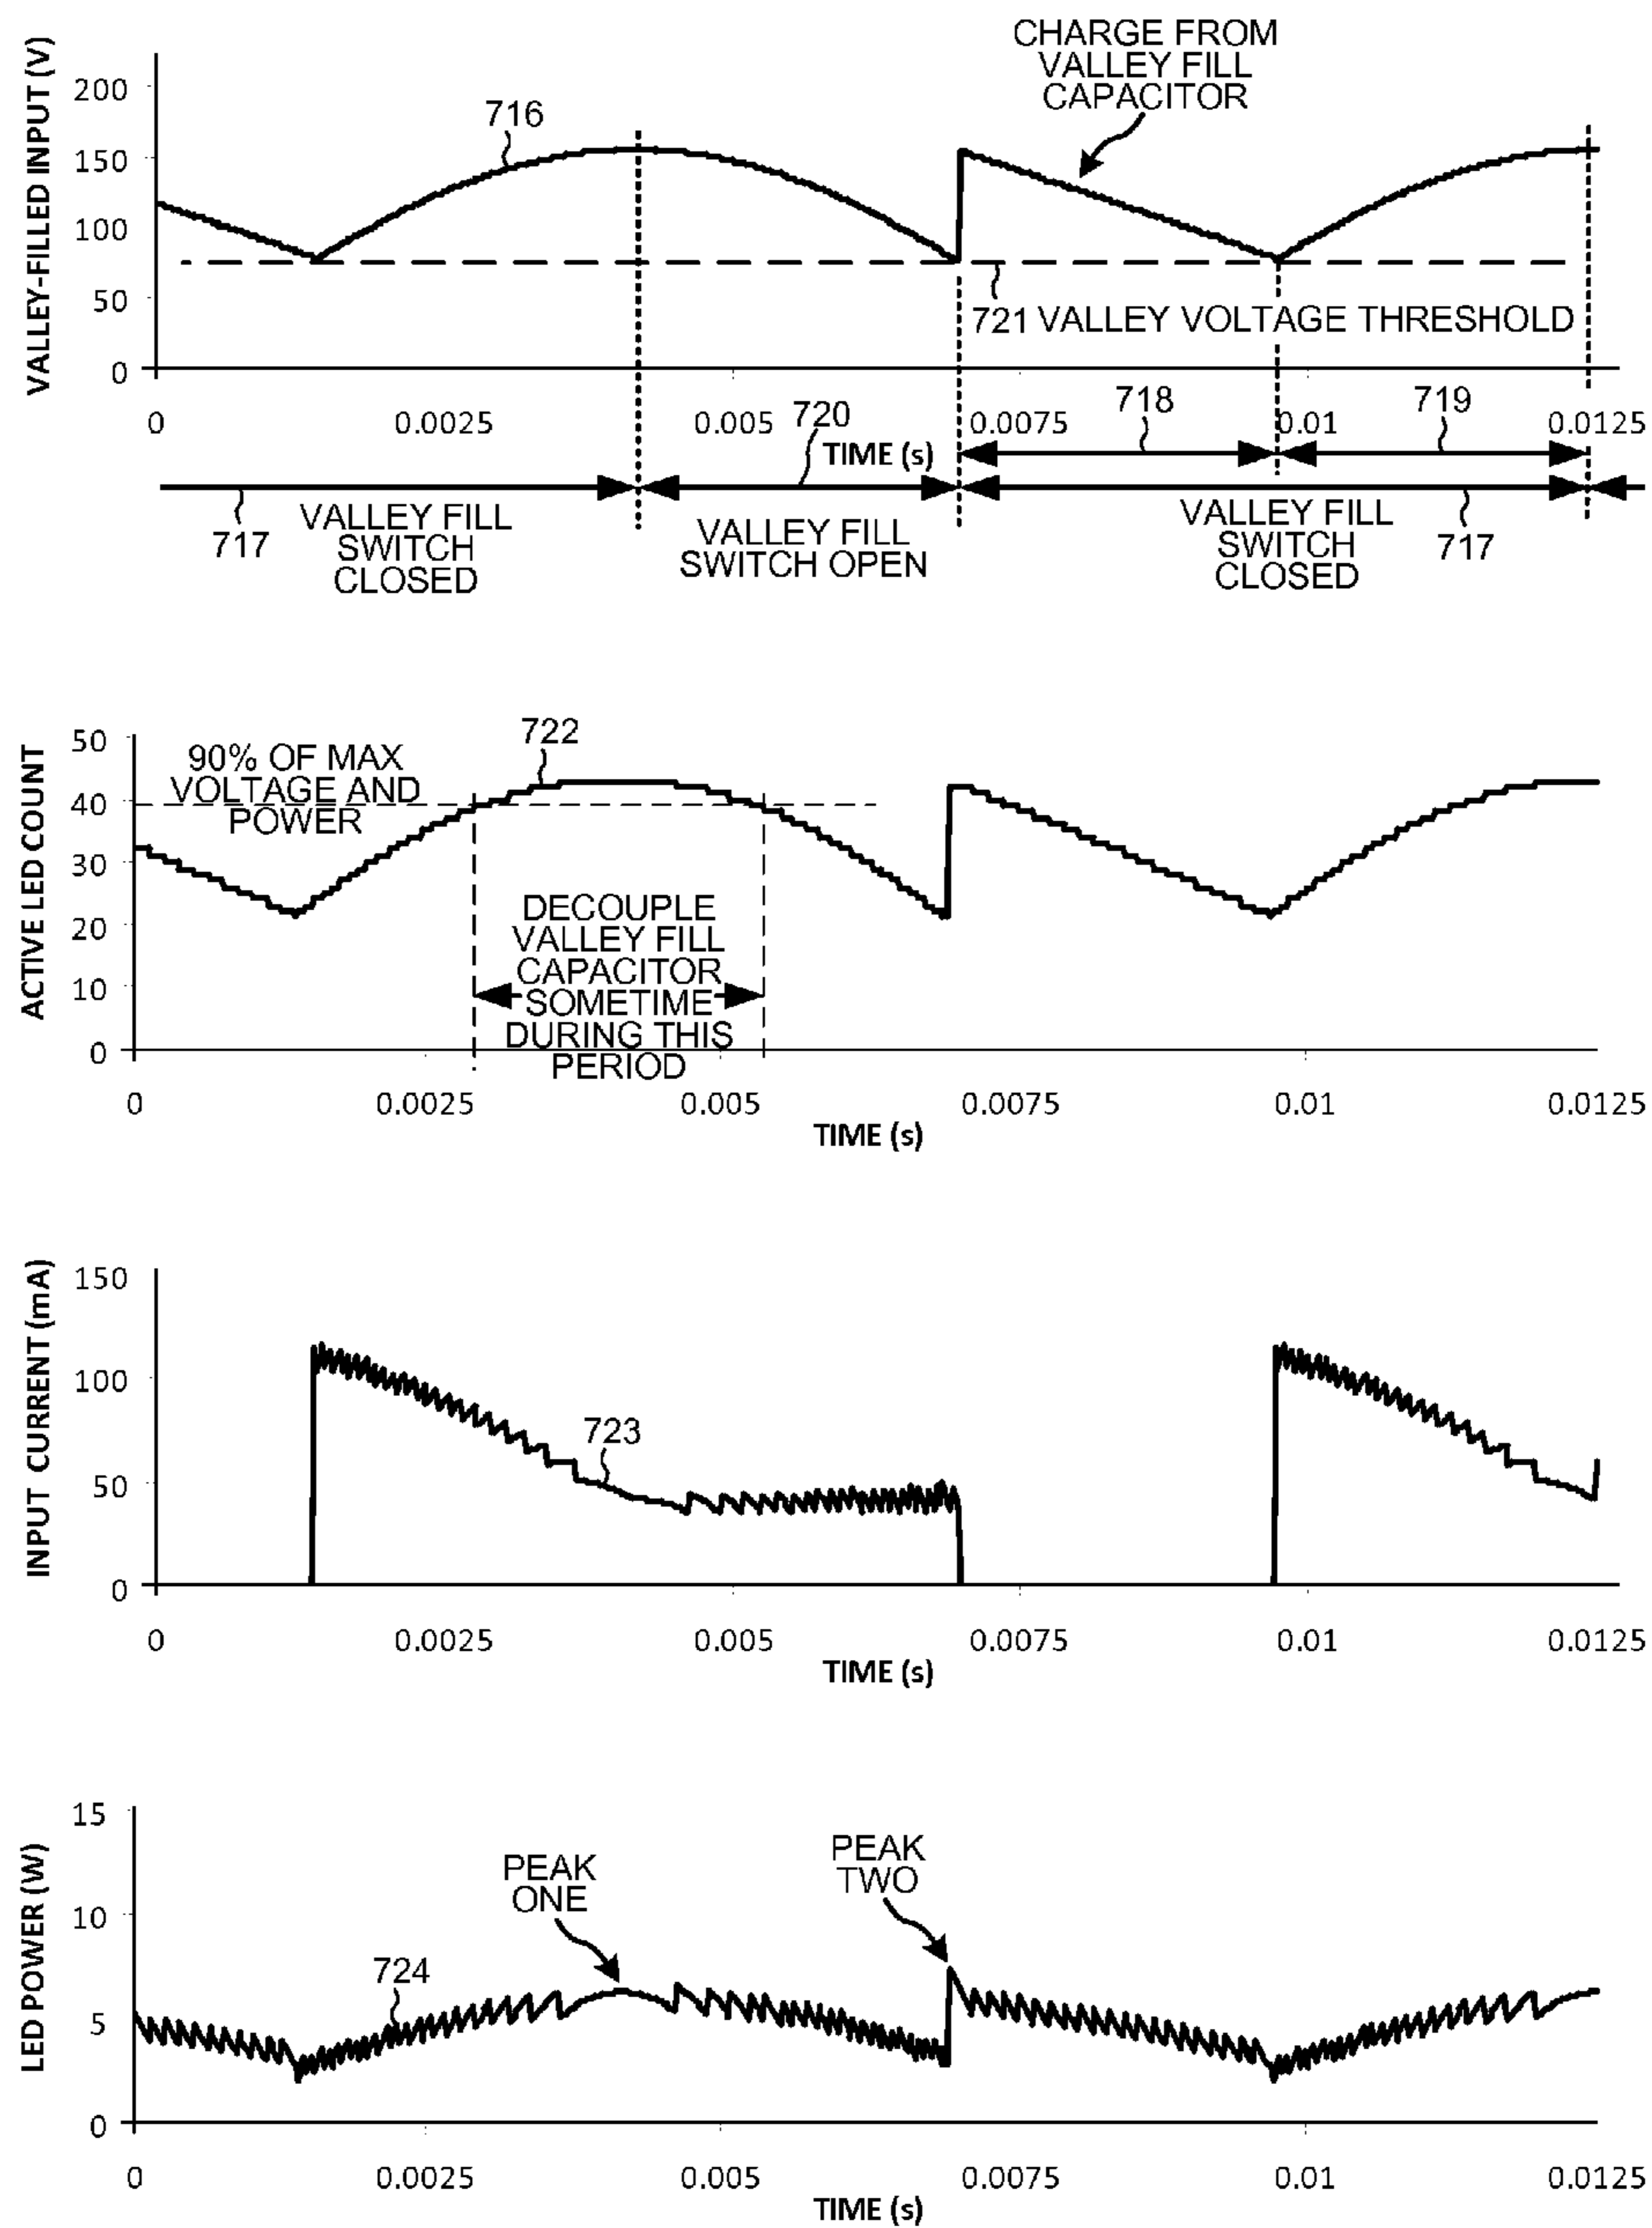 CHARGE FROM
VALLEY FILL
CAPACITOR
VALLEY-FILLED INPUT (V)
200
150
100
50
0
716
721 VALLEY VOLTAGE THRESHOLD
0
0.0025
0.005
0.0075
0.01
0.0125
TIME (s)
720
718
719
717
VALLEY FILL
SWITCH
CLOSED
VALLEY FILL
SWITCH OPEN
VALLEY FILL
SWITCH
CLOSED
717
ACTIVE LED COUNT
50
40
30
20
10
0
90% OF MAX
VOLTAGE AND
POWER
722
DECOUPLE
VALLEY FILL
CAPACITOR
SOMETIME
DURING THIS
PERIOD
0
0.0025
0.005
0.0075
0.01
0.0125
TIME (s)
INPUT CURRENT (mA)
150
100
50
0
723
0
0.0025
0.005
0.0075
0.01
0.0125
TIME (s)
LED POWER (W)
15
10
5
0
724
PEAK
ONE
PEAK
TWO
0
0.0025
0.005
0.0075
0.01
0.0125
TIME (s)